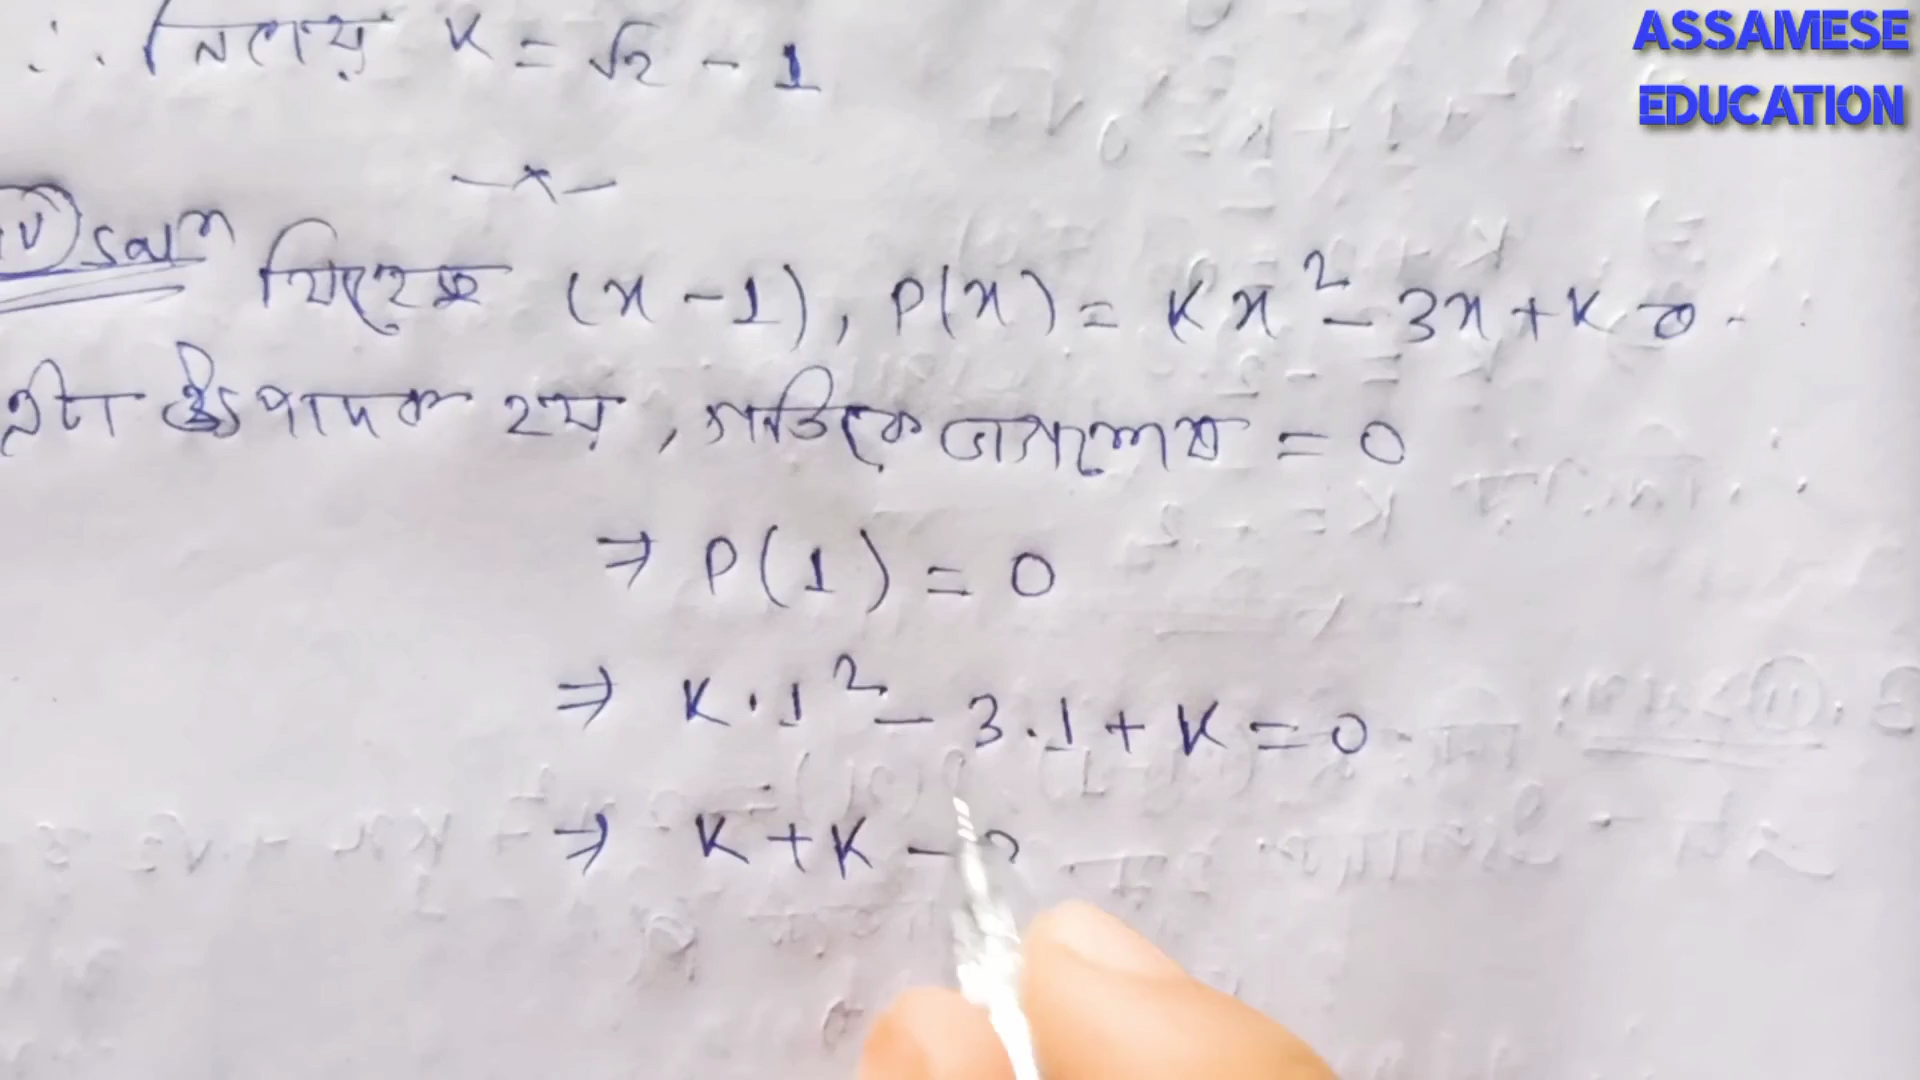 ∴ নিৰ্ণেয় K = √2 - 1
—x—
(iv) Solⁿ যিহেতু (x - 1), P(x) = Kx² - 3x + K ৰ
এটা উৎপাদক হয়, গতিকে ভাগশেষ = 0
⇒ P(1) = 0
⇒ K·1² - 3·1 + K = 0
⇒ K + K -
ASSAMESE
EDUCATION